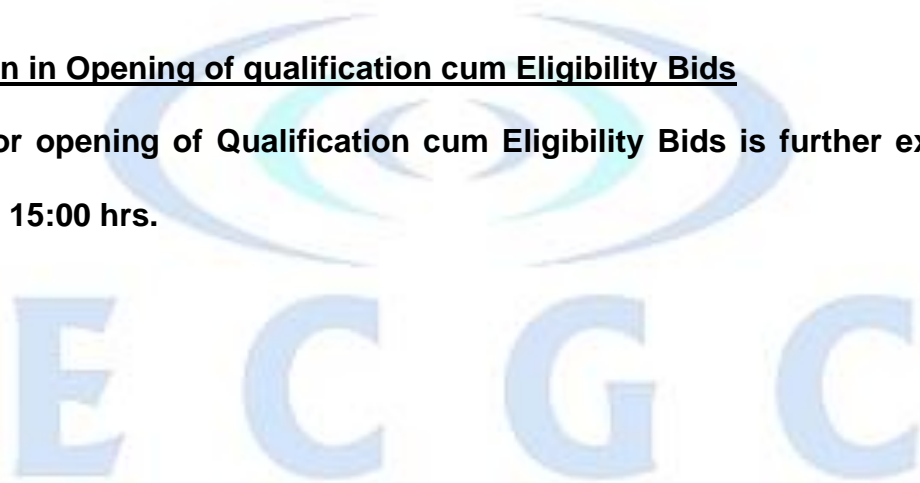 n in Opening of qualification cum Eligibility Bids
or opening of Qualification cum Eligibility Bids is further ex
15:00 hrs.
E C G C